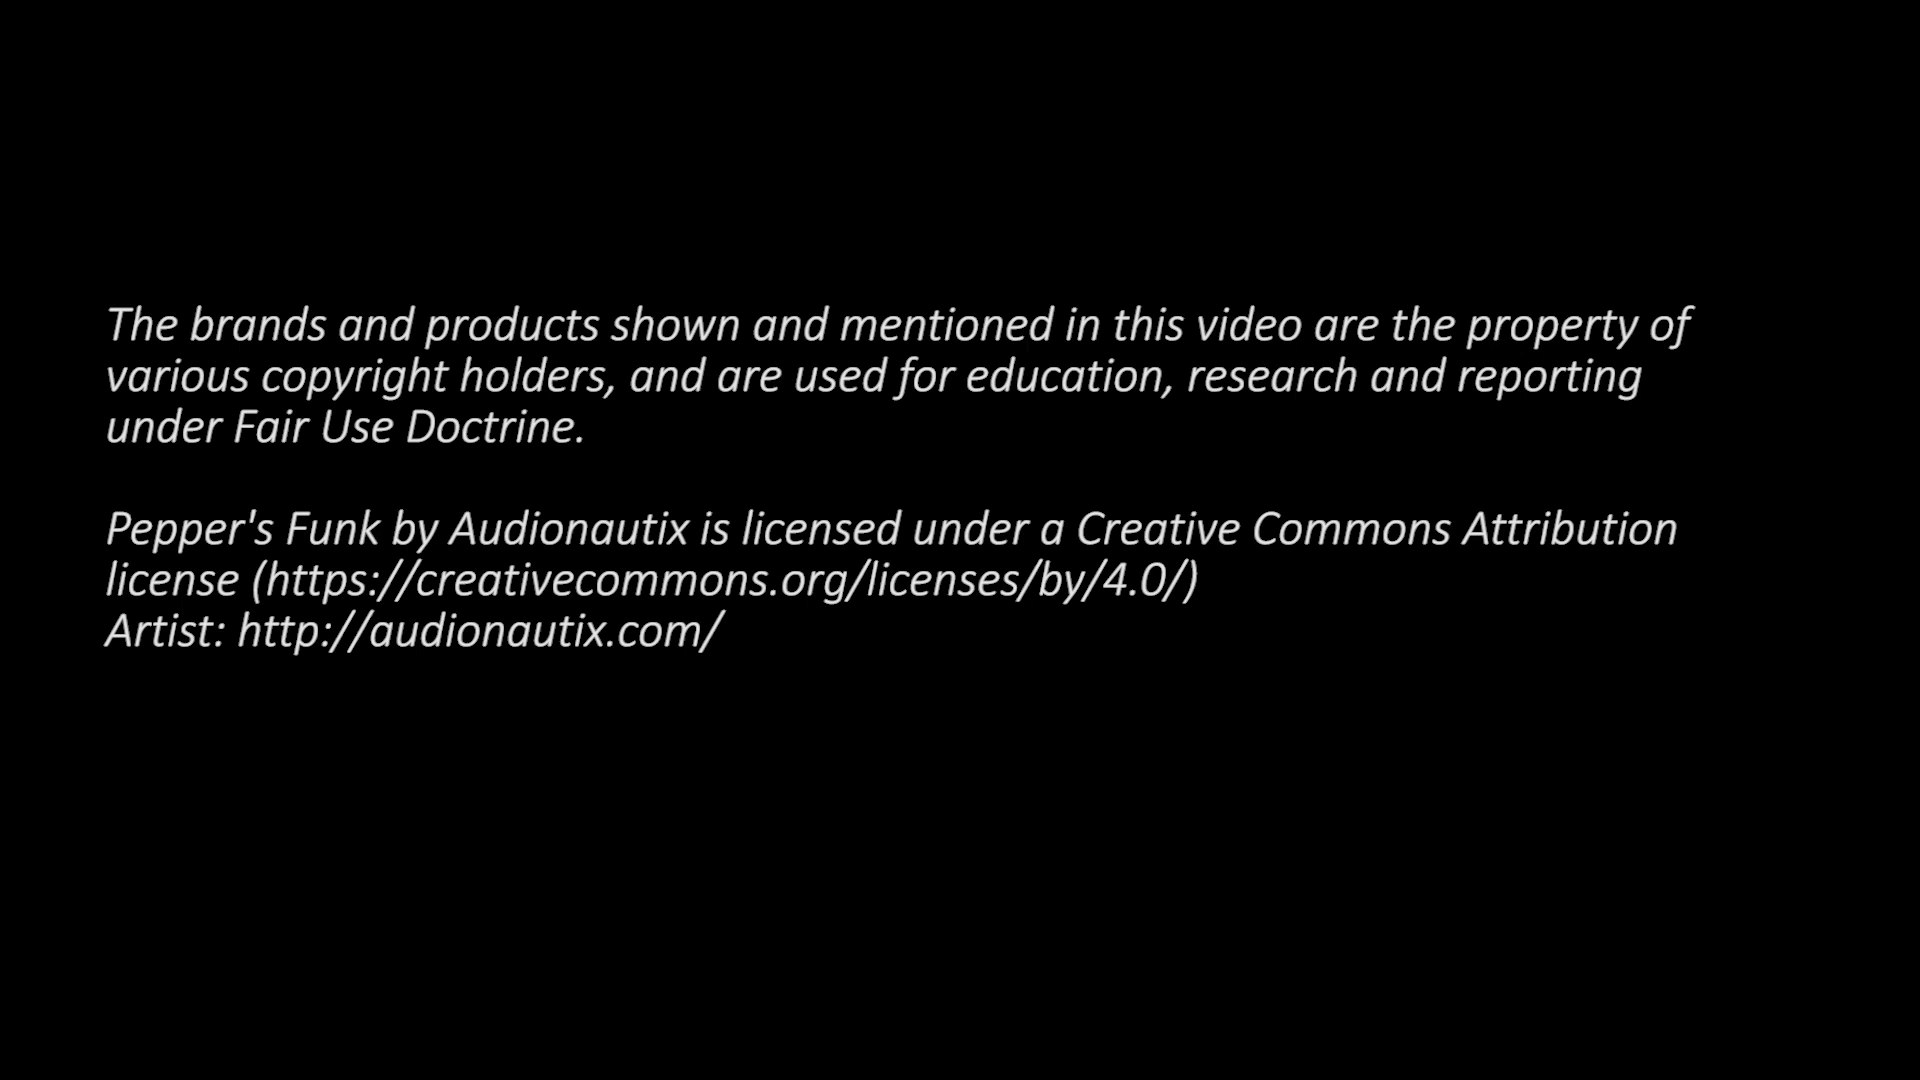 The brands and products shown and mentioned in this video are the property of
various copyright holders, and are used for education, research and reporting
under Fair Use Doctrine.
Pepper's Funk by Audionautix is licensed under a Creative Commons Attribution
license (https://creativecommons.org/licenses/by/4.0/)
Artist: http://audionautix.com/